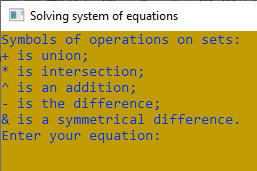 Solving system of equations
Symbols of operations on sets:
+ is union;
* is intersection;
^ is an addition;
- is the difference;
& is a symmetrical difference.
Enter your equation: